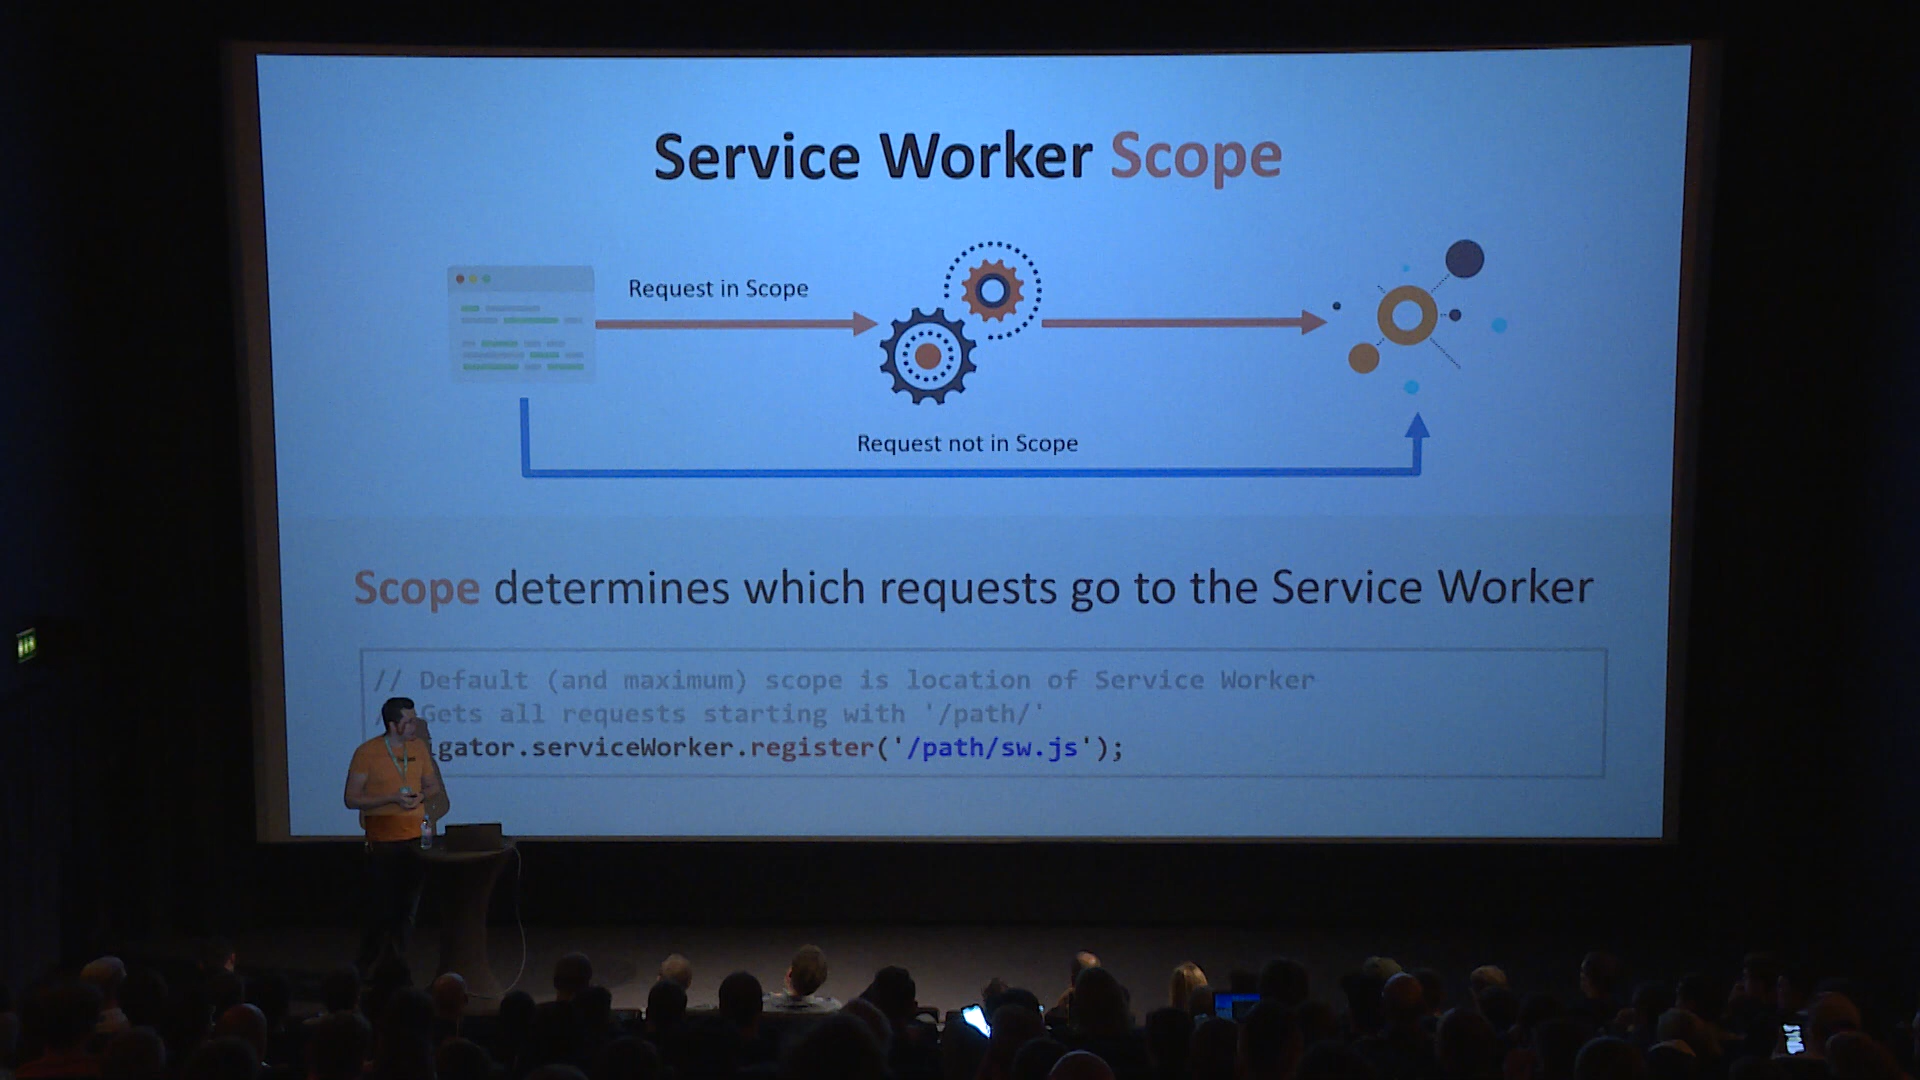 Service Worker Scope
Request in Scope
Request not in Scope
Scope determines which requests go to the Service Worker
// Default (and maximum) scope is location of Service Worker
/ Gets all requests starting with '/path/'
igator.serviceWorker.register('/path/sw.js');